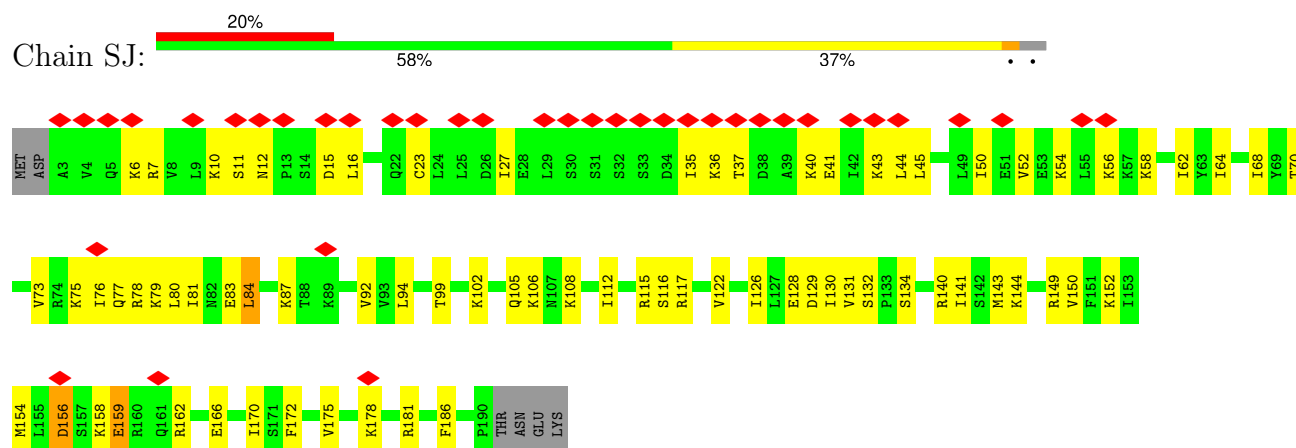 20%
Chain SJ:
58% 37% • •
MET ASP A3 V4 Q5 K6 R7 V8 L9 K10 S11 N12 P13 S14 D15 L16 Q22 C23 L24 L25 D26 I27 E28 L29 S30 S31 S32 S33 D34 I35 K36 T37 D38 A39 K40 E41 I42 K43 L44 L45 L49 I50 E51 V52 E53 K54 L55 K56 K57 K58 I62 Y63 I64 I68 Y69 T70
V73 R74 K75 I76 Q77 R78 K79 L80 I81 N82 E83 L84 K87 T88 K89 V92 V93 L94 T99 K102 Q105 K106 N107 K108 I112 R115 S116 R117 V122 I126 L127 E128 D129 I130 V131 S132 P133 S134 R140 I141 S142 M143 K144 R149 V150 F151 K152 I153
M154 L155 D156 S157 K158 E159 R160 Q161 R162 E166 I170 S171 F172 V175 K178 R181 F186 P190 THR ASN GLU LYS